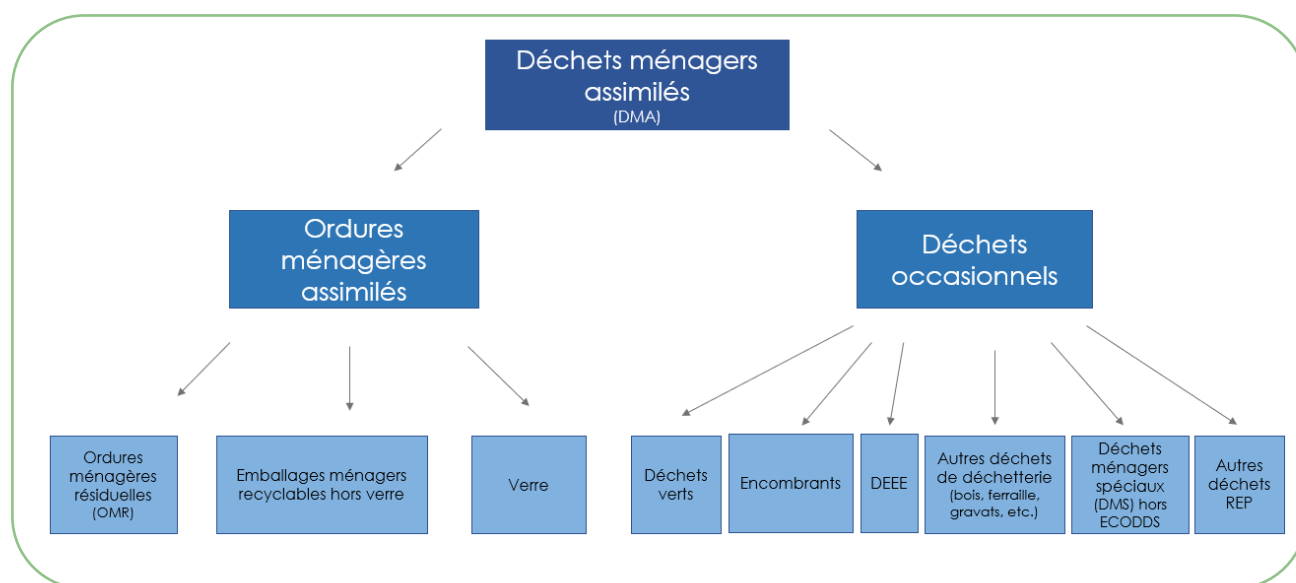 Déchets ménagers
assimilés
(DMA)
Ordures
ménagères
assimilés
Déchets
occasionnels
Ordures
ménagères
résiduelles
(OMR)
Emballages ménagers
recyclables hors verre
Verre
Déchets
verts
Encombrants
DEEE
Autres déchets
de déchetterie
(bois, ferraille,
gravats, etc.)
Déchets
ménagers
spéciaux
(DMS) hors
ECODDS
Autres
déchets
REP